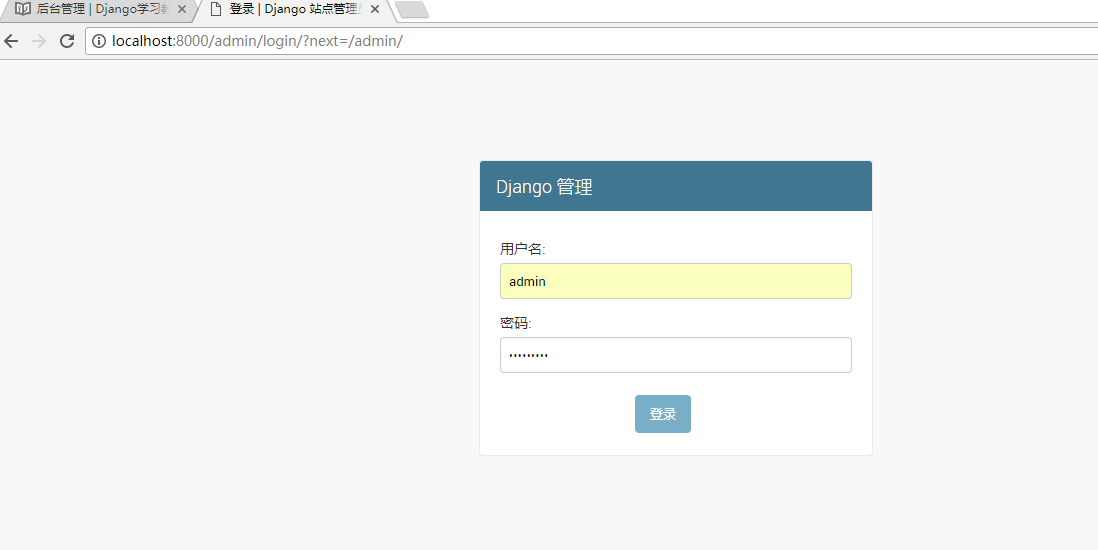 后台管理 | Django学习
登录 | Django 站点管理
localhost:8000/admin/login/?next=/admin/
Django 管理
用户名:
admin
密码:
•••••••••
登录